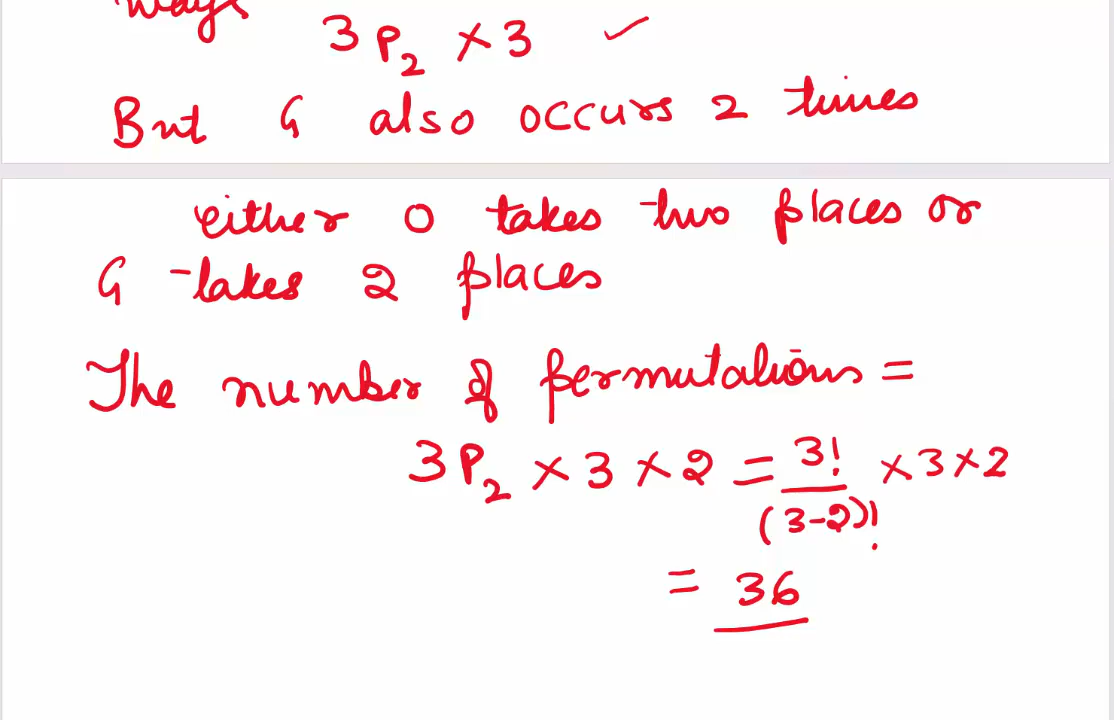 ways
3P₂ × 3 ✓
But G also occurs 2 times
either O takes two places or
G takes 2 places
The number of permutations =
3P₂ × 3 × 2 = 3!/(3-2)! × 3 × 2
= 36